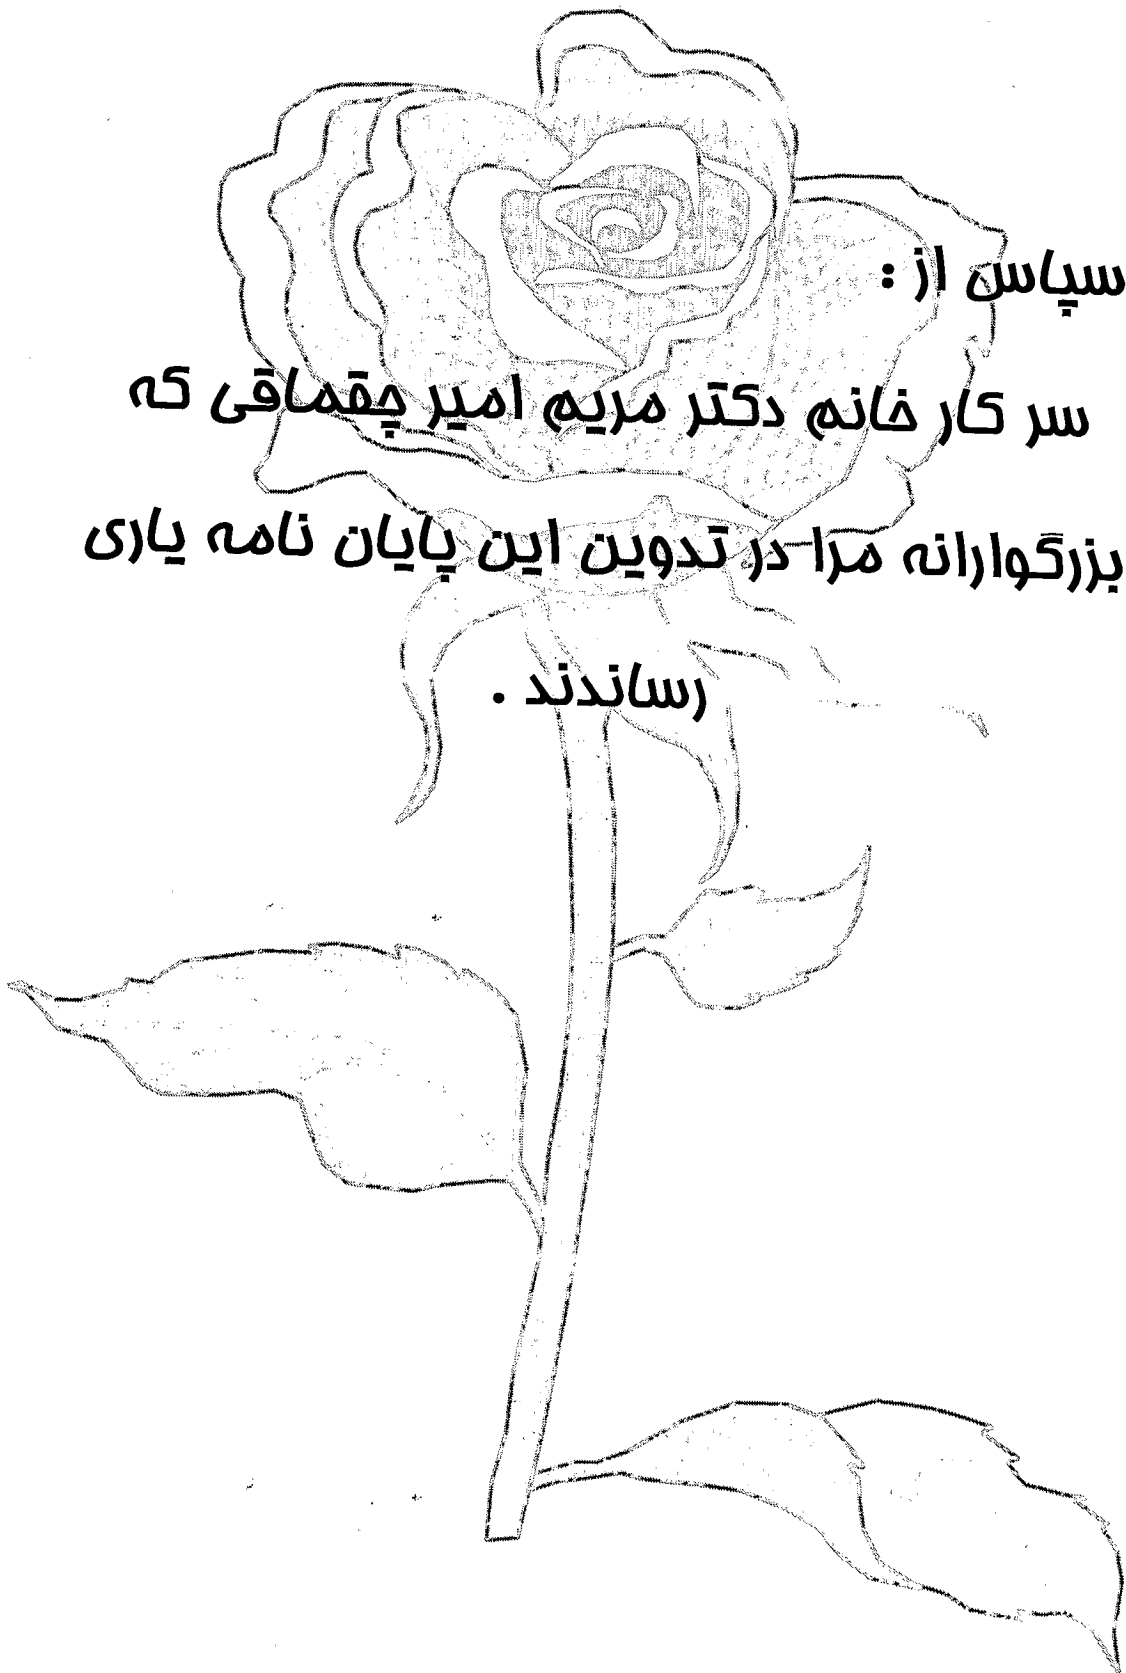 سپاس از :
سر کار خانم دکتر مریم امیر چقماقی که
بزرگوارانه مرا در تدوین این پایان نامه یاری
رساندند .